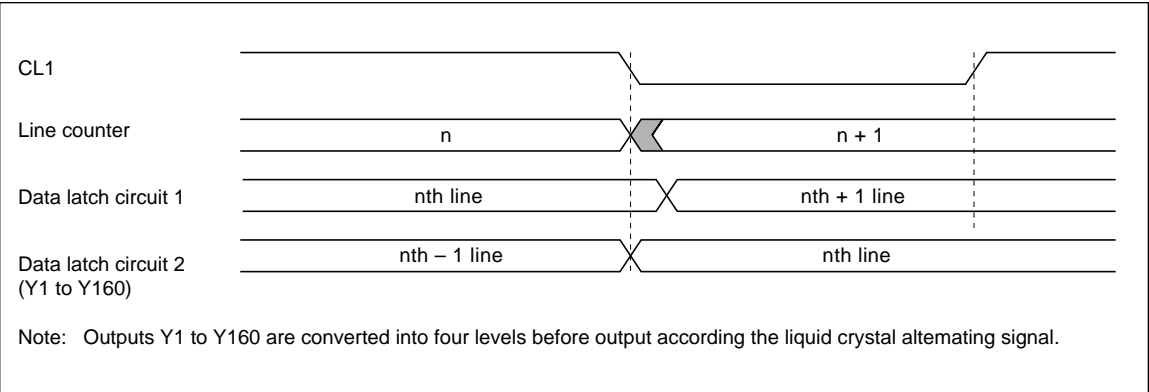 CL1
Line counter
n
n + 1
Data latch circuit 1
nth line
nth + 1 line
Data latch circuit 2
(Y1 to Y160)
nth – 1 line
nth line
Note: Outputs Y1 to Y160 are converted into four levels before output according the liquid crystal altemating signal.